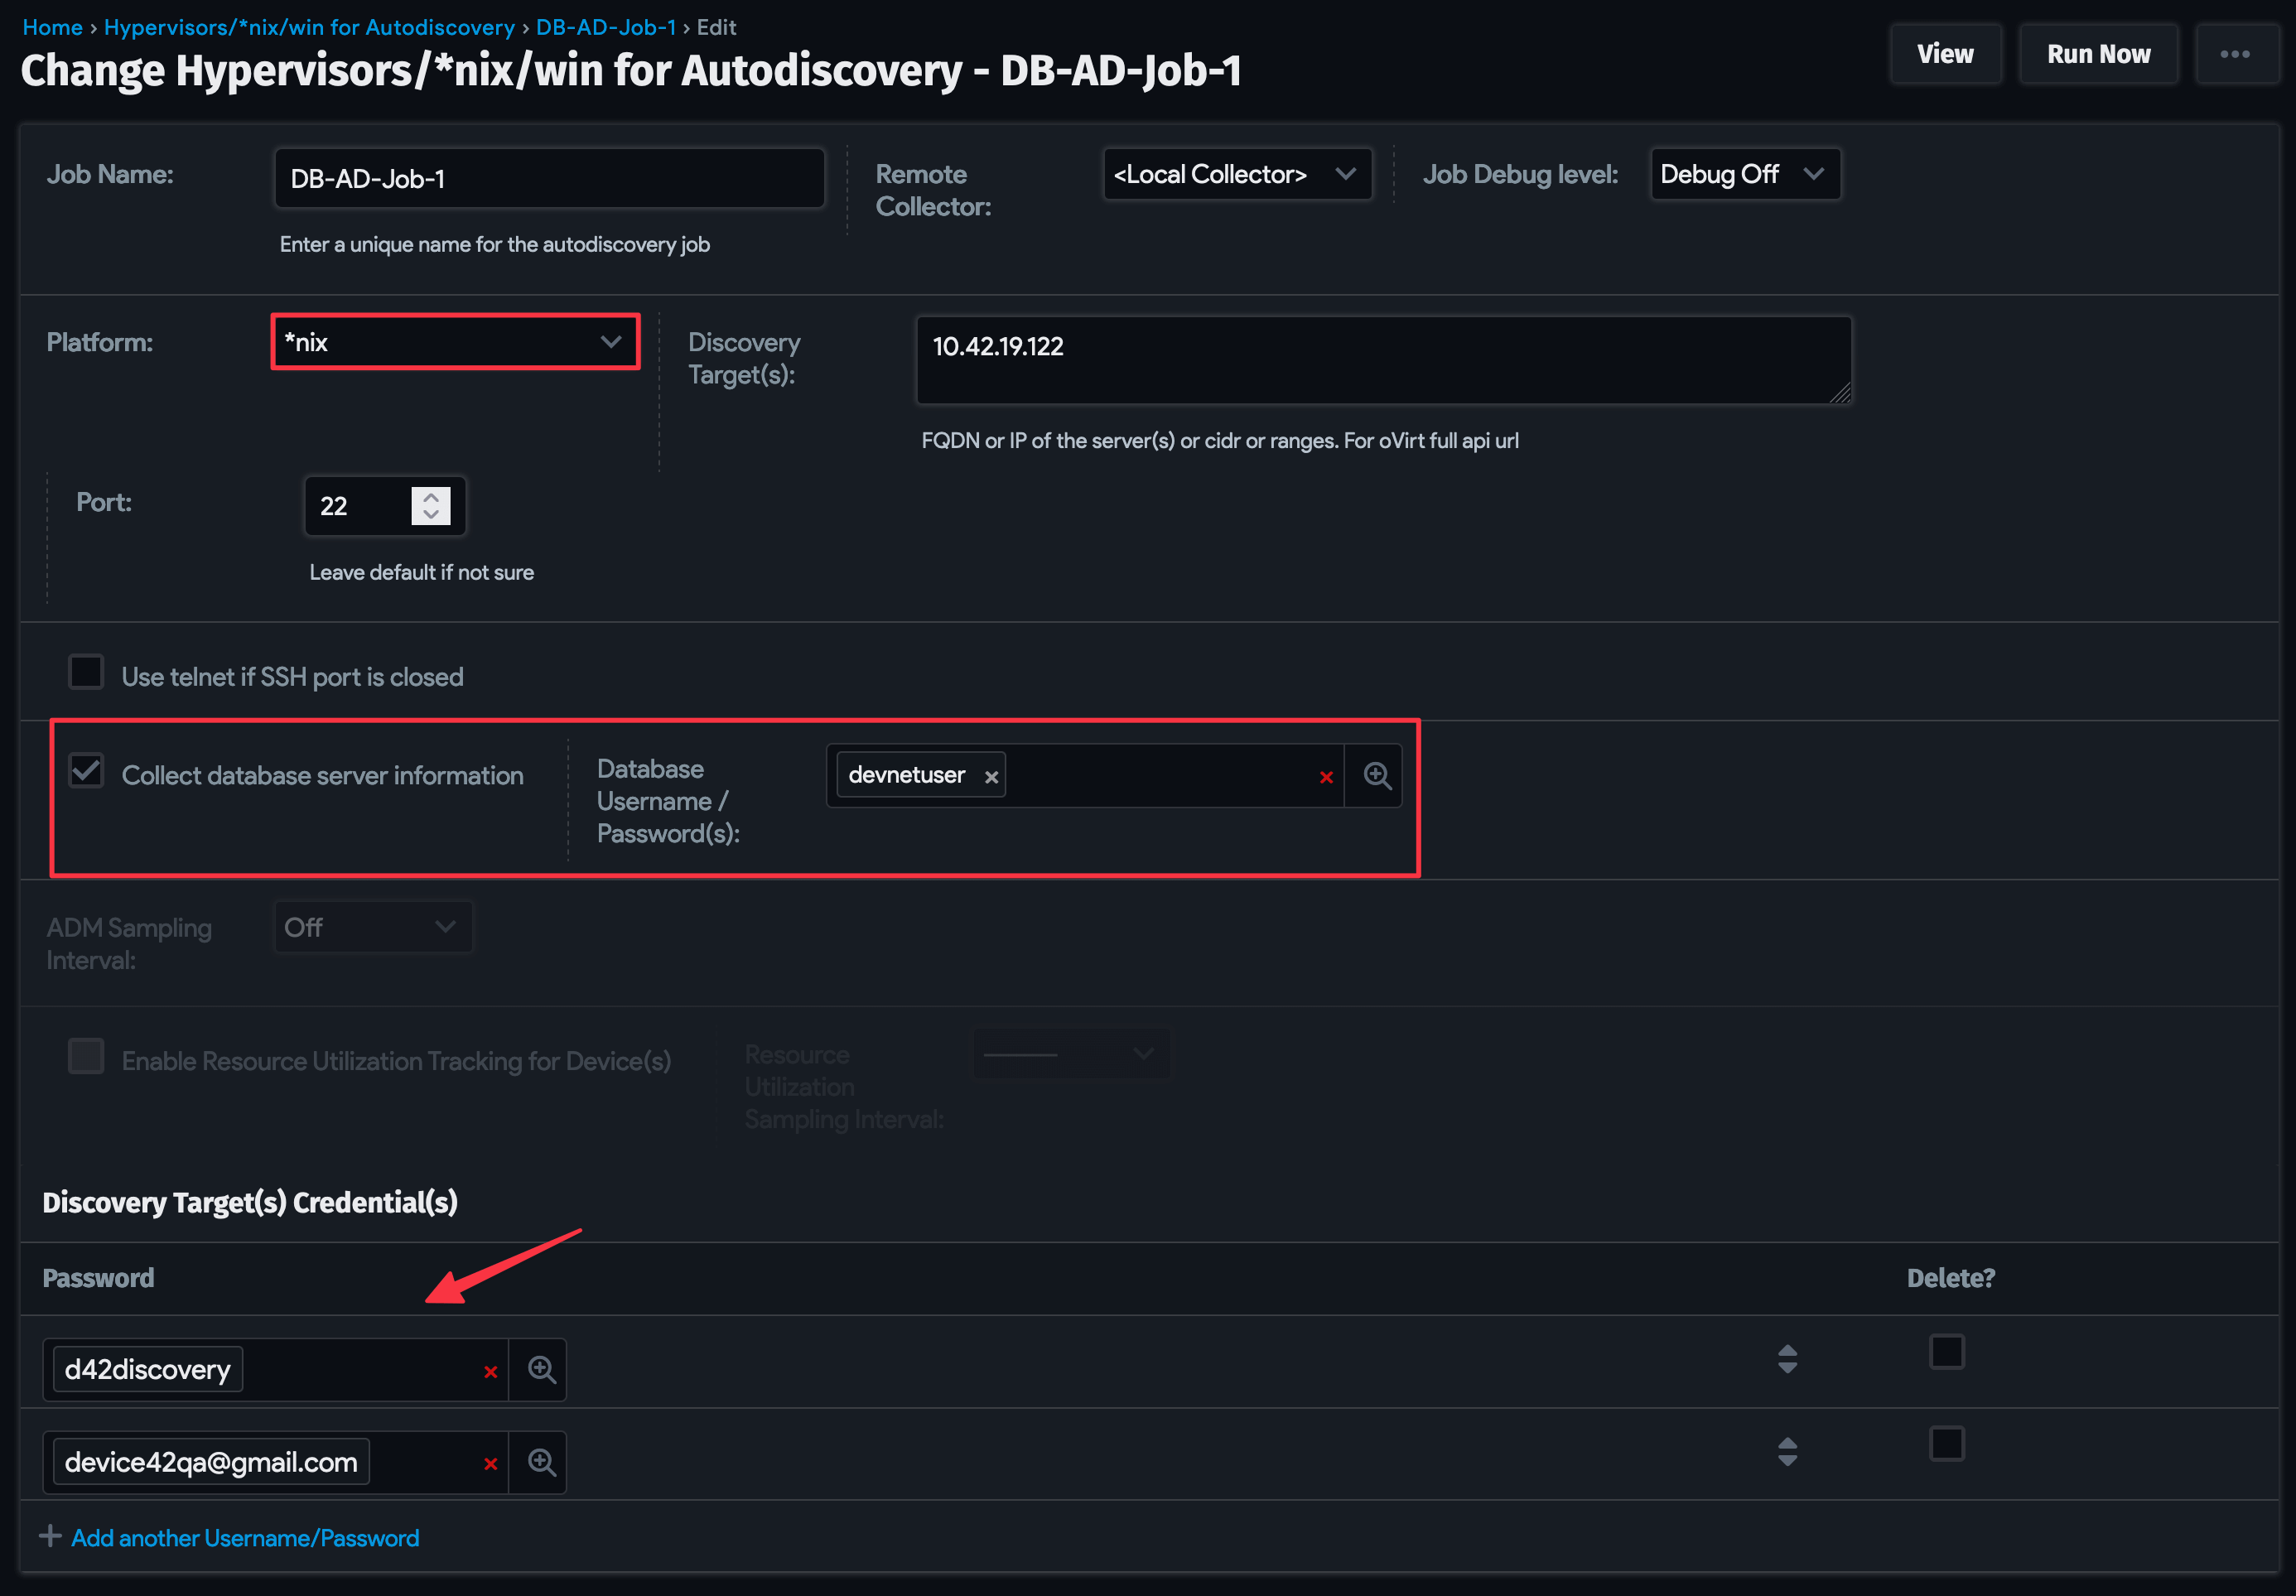 Home › Hypervisors/*nix/win for Autodiscovery › DB-AD-Job-1 › Edit
Change Hypervisors/*nix/win for Autodiscovery - DB-AD-Job-1
View
Run Now
Job Name:
DB-AD-Job-1
Enter a unique name for the autodiscovery job
Remote
Collector:
<Local Collector>
Job Debug level:
Debug Off
Platform:
*nix
Discovery
Target(s):
10.42.19.122
FQDN or IP of the server(s) or cidr or ranges. For oVirt full api url
Port:
22
Leave default if not sure
Use telnet if SSH port is closed
Collect database server information
Database
Username /
Password(s):
devnetuser
ADM Sampling
Interval:
Off
Enable Resource Utilization Tracking for Device(s)
Resource
Utilization
Sampling Interval:
Discovery Target(s) Credential(s)
Password
Delete?
d42discovery
device42qa@gmail.com
Add another Username/Password